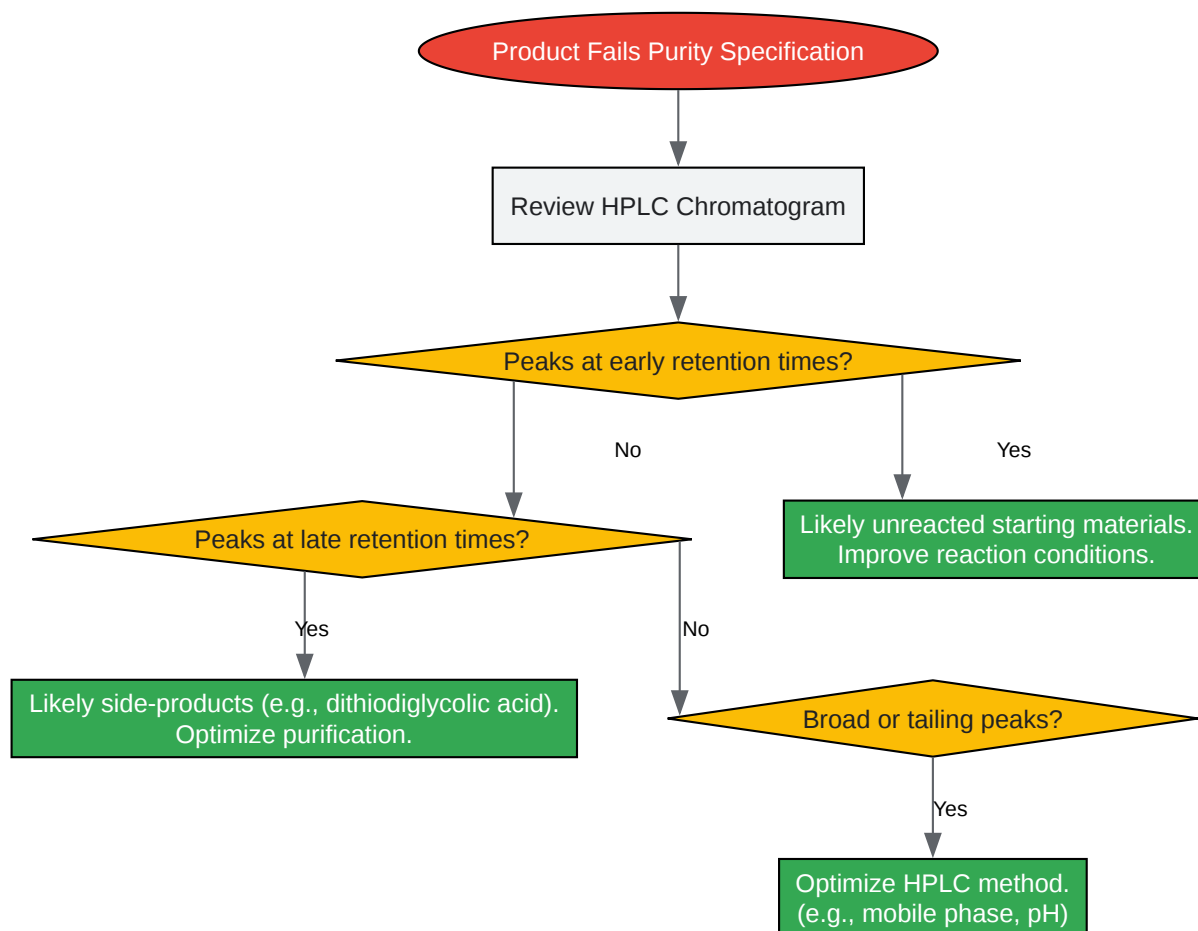 Product Fails Purity Specification
Review HPLC Chromatogram
Peaks at early retention times?
No
Yes
Peaks at late retention times?
Likely unreacted starting materials.
Improve reaction conditions.
Yes
No
Likely side-products (e.g., dithiodiglycolic acid).
Optimize purification.
Broad or tailing peaks?
Yes
Optimize HPLC method.
(e.g., mobile phase, pH)